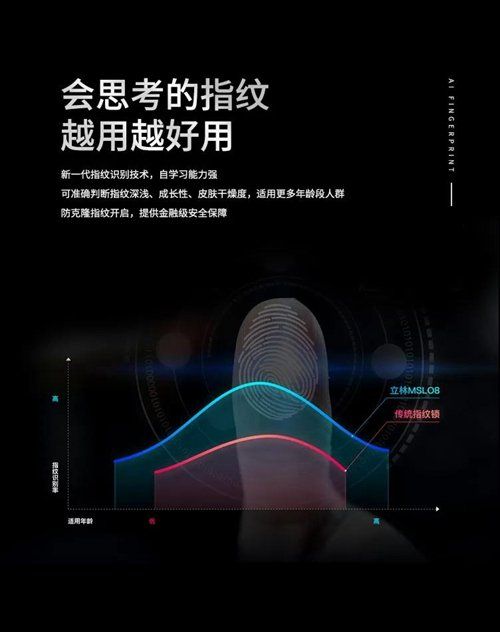 会思考的指纹
越用越好用
AI FINGERPRINT
新一代指纹识别技术，自学习能力强
可准确判断指纹深浅、成长性、皮肤干燥度，适用更多年龄段人群
防克隆指纹开启，提供金融级安全保障
高
立林MSL08
传统指纹锁
指纹识别率
适用年龄
低
高